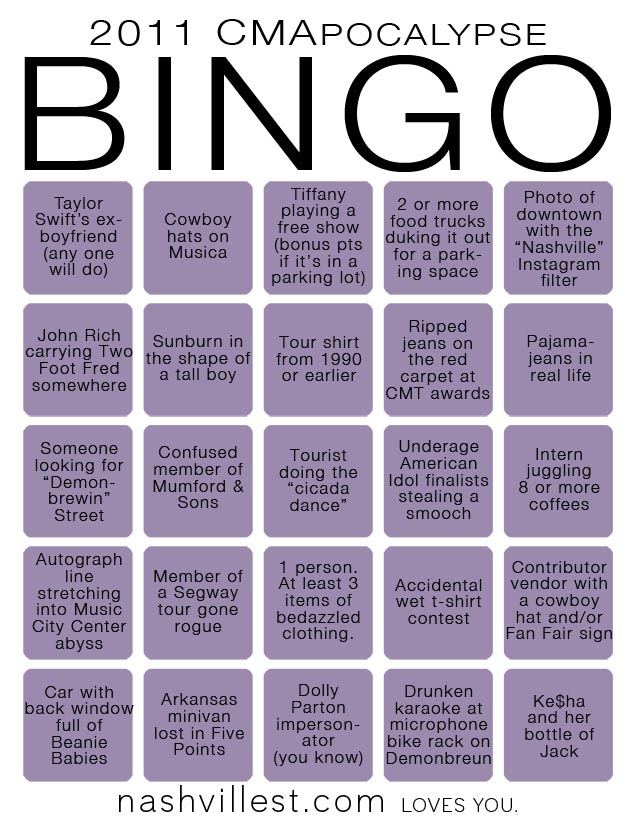 2011 CMAPOCALYPSE
BINGO
Taylor
Swift's ex-
boyfriend
(any one
will do)
Cowboy
hats on
Musica
Tiffany
playing a
free show
(bonus pts
if it's in a
parking lot)
2 or more
food trucks
duking it out
for a park-
ing space
Photo of
downtown
with the
“Nashville”
Instagram
filter
John Rich
carrying Two
Foot Fred
somewhere
Sunburn in
the shape of
a tall boy
Tour shirt
from 1990
or earlier
Ripped
jeans on
the red
carpet at
CMT awards
Pajama-
jeans in
real life
Someone
looking for
“Demon-
brewin”
Street
Confused
member of
Mumford &
Sons
Tourist
doing the
“cicada
dance”
Underage
American
Idol finalists
stealing a
smooch
Intern
juggling
8 or more
coffees
Autograph
line
stretching
into Music
City Center
abyss
Member of
a Segway
tour gone
rogue
1 person.
At least 3
items of
bedazzled
clothing.
Accidental
wet t-shirt
contest
Contributor
vendor with
a cowboy
hat and/or
Fan Fair sign
Car with
back window
full of
Beanie
Babies
Arkansas
minivan
lost in Five
Points
Dolly
Parton
imperson-
ator
(you know)
Drunken
karaoke at
microphone
bike rack on
Demonbreun
Ke$ha
and her
bottle of
Jack
nashvillest.com LOVES YOU.